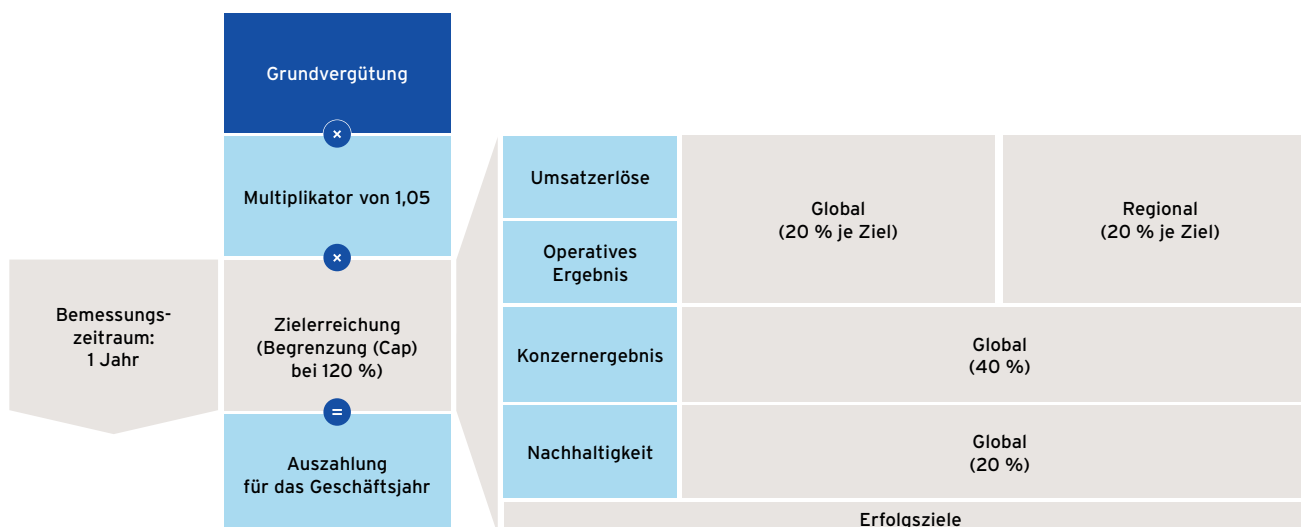 Grundvergütung
×
Multiplikator von 1,05
×
Bemessungs-
zeitraum:
1 Jahr
Zielerreichung
(Begrenzung (Cap)
bei 120 %)
=
Auszahlung
für das Geschäftsjahr
Umsatzerlöse
Operatives
Ergebnis
Global
(20 % je Ziel)
Regional
(20 % je Ziel)
Konzernergebnis
Global
(40 %)
Nachhaltigkeit
Global
(20 %)
Erfolgsziele